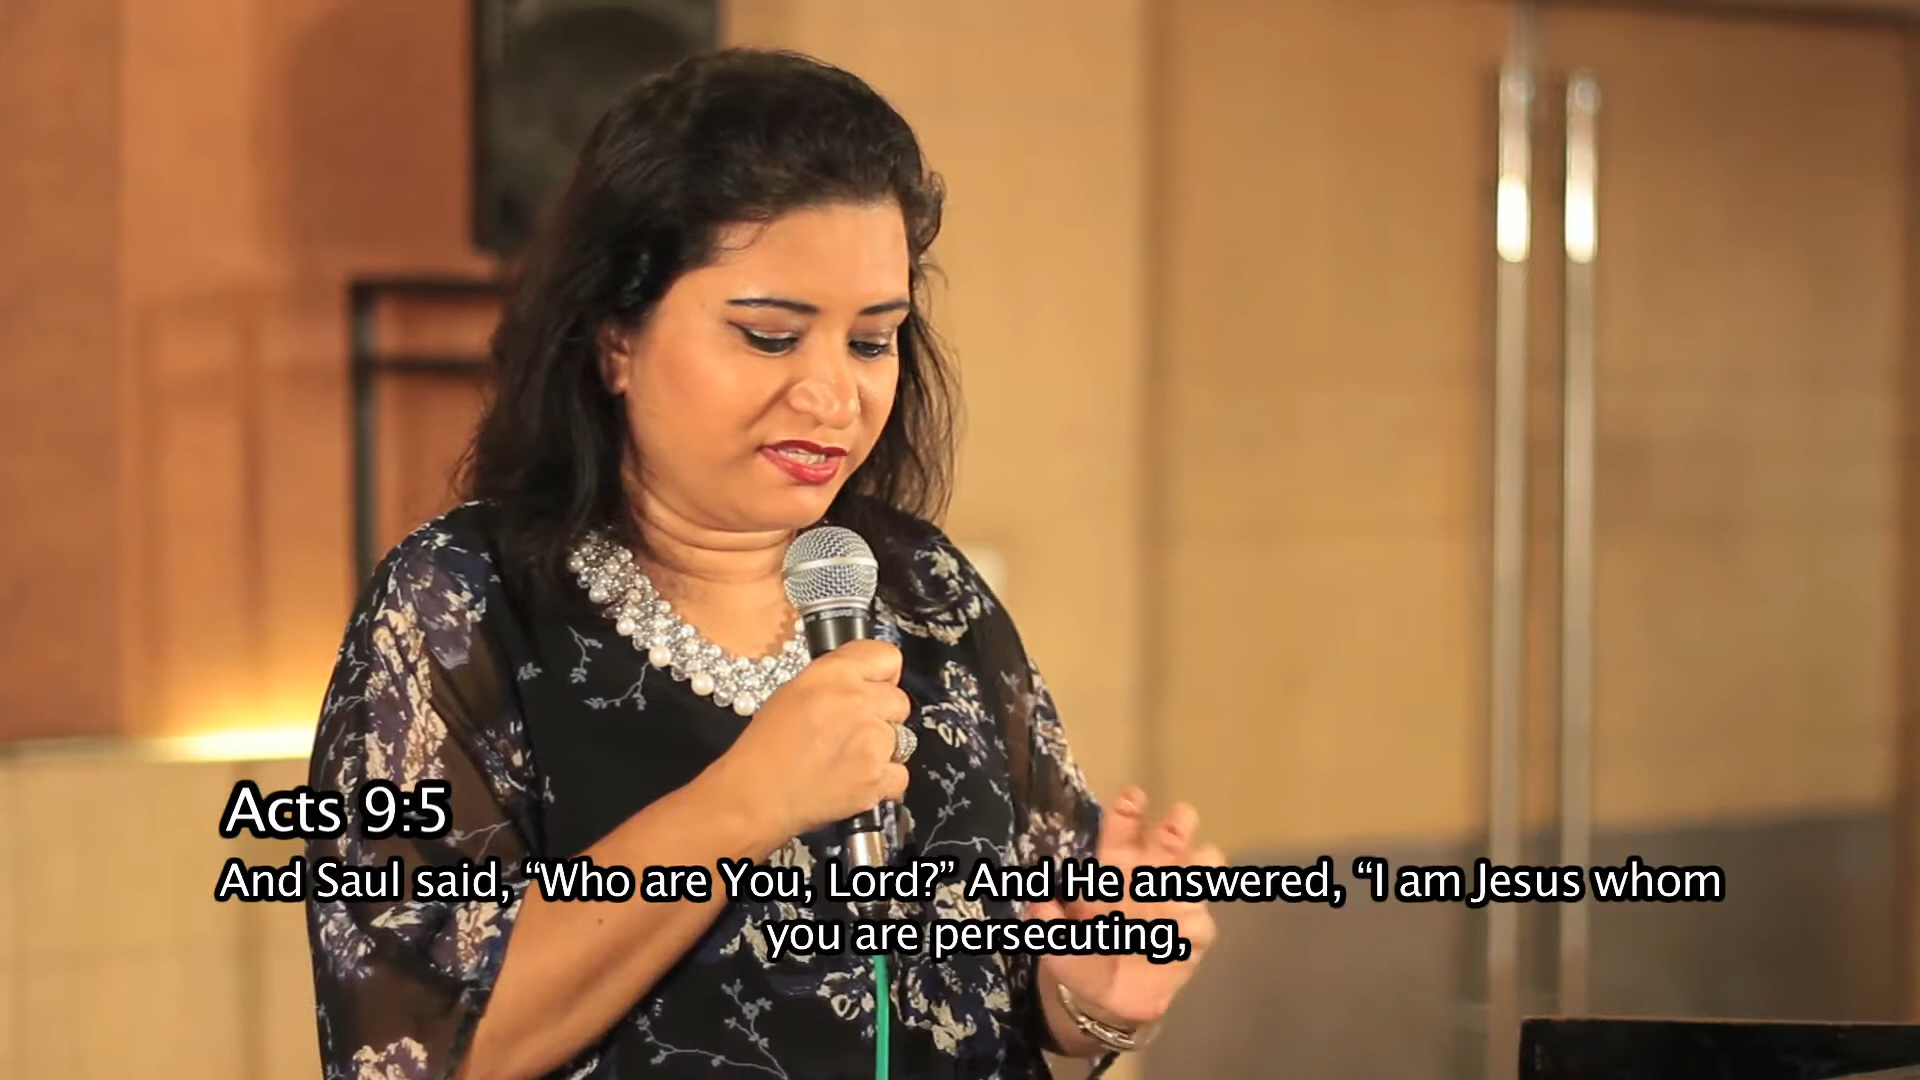 Acts 9:5
And Saul said, “Who are You, Lord?” And He answered, “I am Jesus whom
you are persecuting,